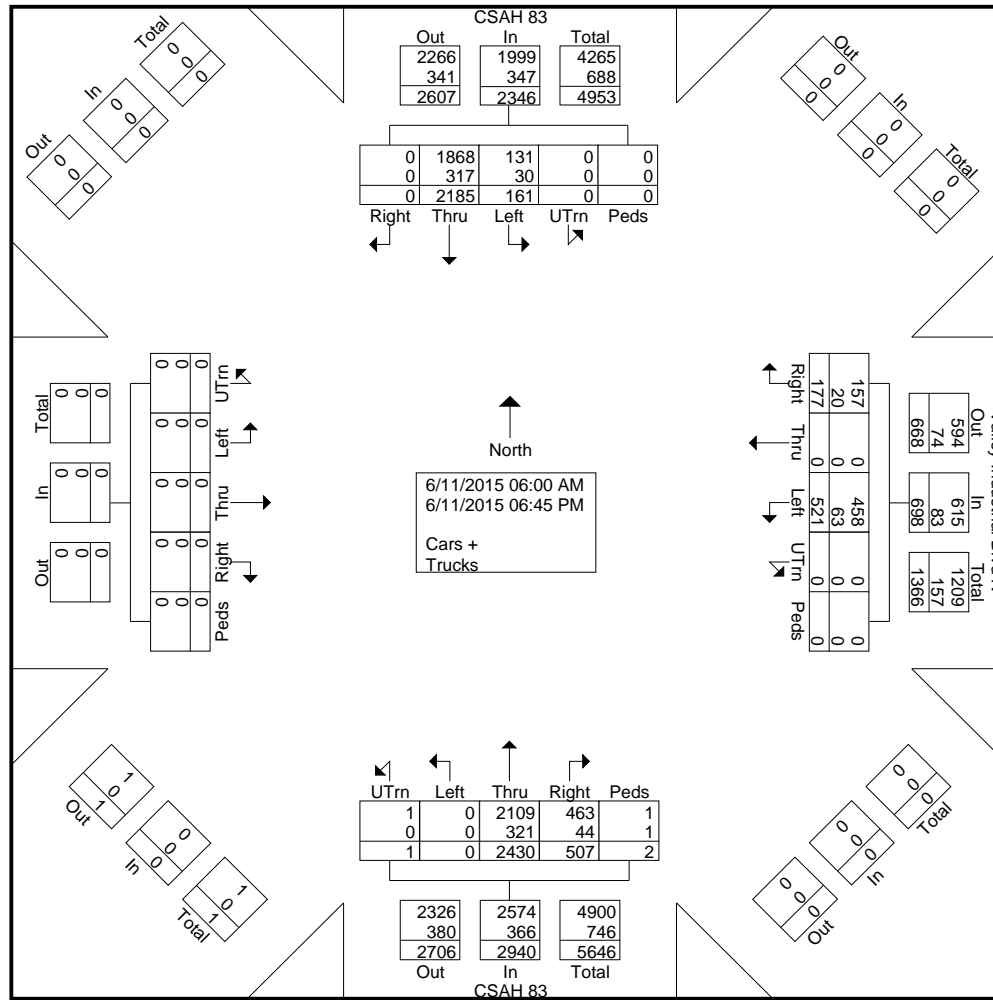 CSAH 83
Out In Total
2266 1999 4265
341 347 688
2607 2346 4953
0 1868 131 0 0
0 317 30 0 0
0 2185 161 0 0
Right Thru Left UTrn Peds
Out
0
0
0
In
0
0
0
Total
0
0
0
Out
0
0
0
In
0
0
0
Total
0
0
0
Total
0
0
0
In
0
0
0
Out
0
0
0
UTrn
0
0
0
Left
0
0
0
Thru
0
0
0
Right
0
0
0
Peds
0
0
0
North
6/11/2015 06:00 AM
6/11/2015 06:45 PM
Cars +
Trucks
Right
157
20
177
Thru
0
0
0
Left
458
63
521
UTrn
0
0
0
Peds
0
0
0
Out
594
74
668
In
615
83
698
Total
1209
157
1366
UTrn Left Thru Right Peds
1 0 2109 463 1
0 0 321 44 1
1 0 2430 507 2
2326 2574 4900
380 366 746
2706 2940 5646
Out In Total
CSAH 83
1
0
1
Out
0
0
0
In
1
0
1
Total
0
0
0
Total
0
0
0
In
0
0
0
Out